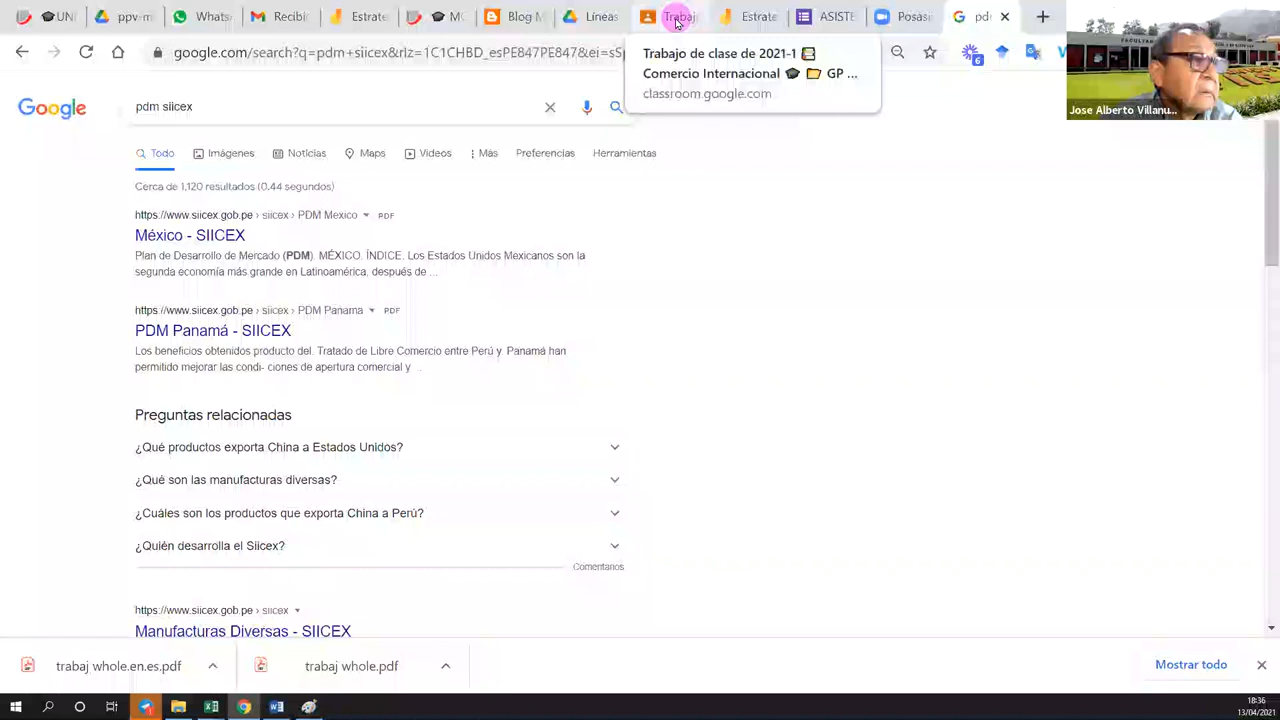 UNI
ppv-m
Whats
Recibi
Estrate
MC
Blog
Líneas
Trabaj
Estrate
ASISTE
Posas
pdm
google.com/search?q=pdm+siicex&rlz=1C1CHBD_esPE847PE847&ei=sS
6
Trabajo de clase de 2021-1
Comercio Internacional GP ...
classroom.google.com
Jose Alberto Villanu...
Google
pdm siicex
Todo
Imágenes
Noticias
Maps
Videos
Más
Preferencias
Herramientas
Cerca de 1,120 resultados (0.44 segundos)
https://www.siicex.gob.pe › siicex › PDM Mexico PDF
México - SIICEX
Plan de Desarrollo de Mercado (PDM). MÉXICO. ÍNDICE. Los Estados Unidos Mexicanos son la
segunda economía más grande en Latinoamérica, después de ...
https://www.siicex.gob.pe › siicex › PDM Panama PDF
PDM Panamá - SIICEX
Los beneficios obtenidos producto del. Tratado de Libre Comercio entre Perú y. Panamá han
permitido mejorar las condi- ciones de apertura comercial y ...
Preguntas relacionadas
¿Qué productos exporta China a Estados Unidos?
¿Qué son las manufacturas diversas?
¿Cuáles son los productos que exporta China a Perú?
¿Quién desarrolla el Siicex?
Comentarios
https://www.siicex.gob.pe › siicex
Manufacturas Diversas - SIICEX
trabaj whole.en.es.pdf
trabaj whole.pdf
Mostrar todo
18:36
13/04/2021